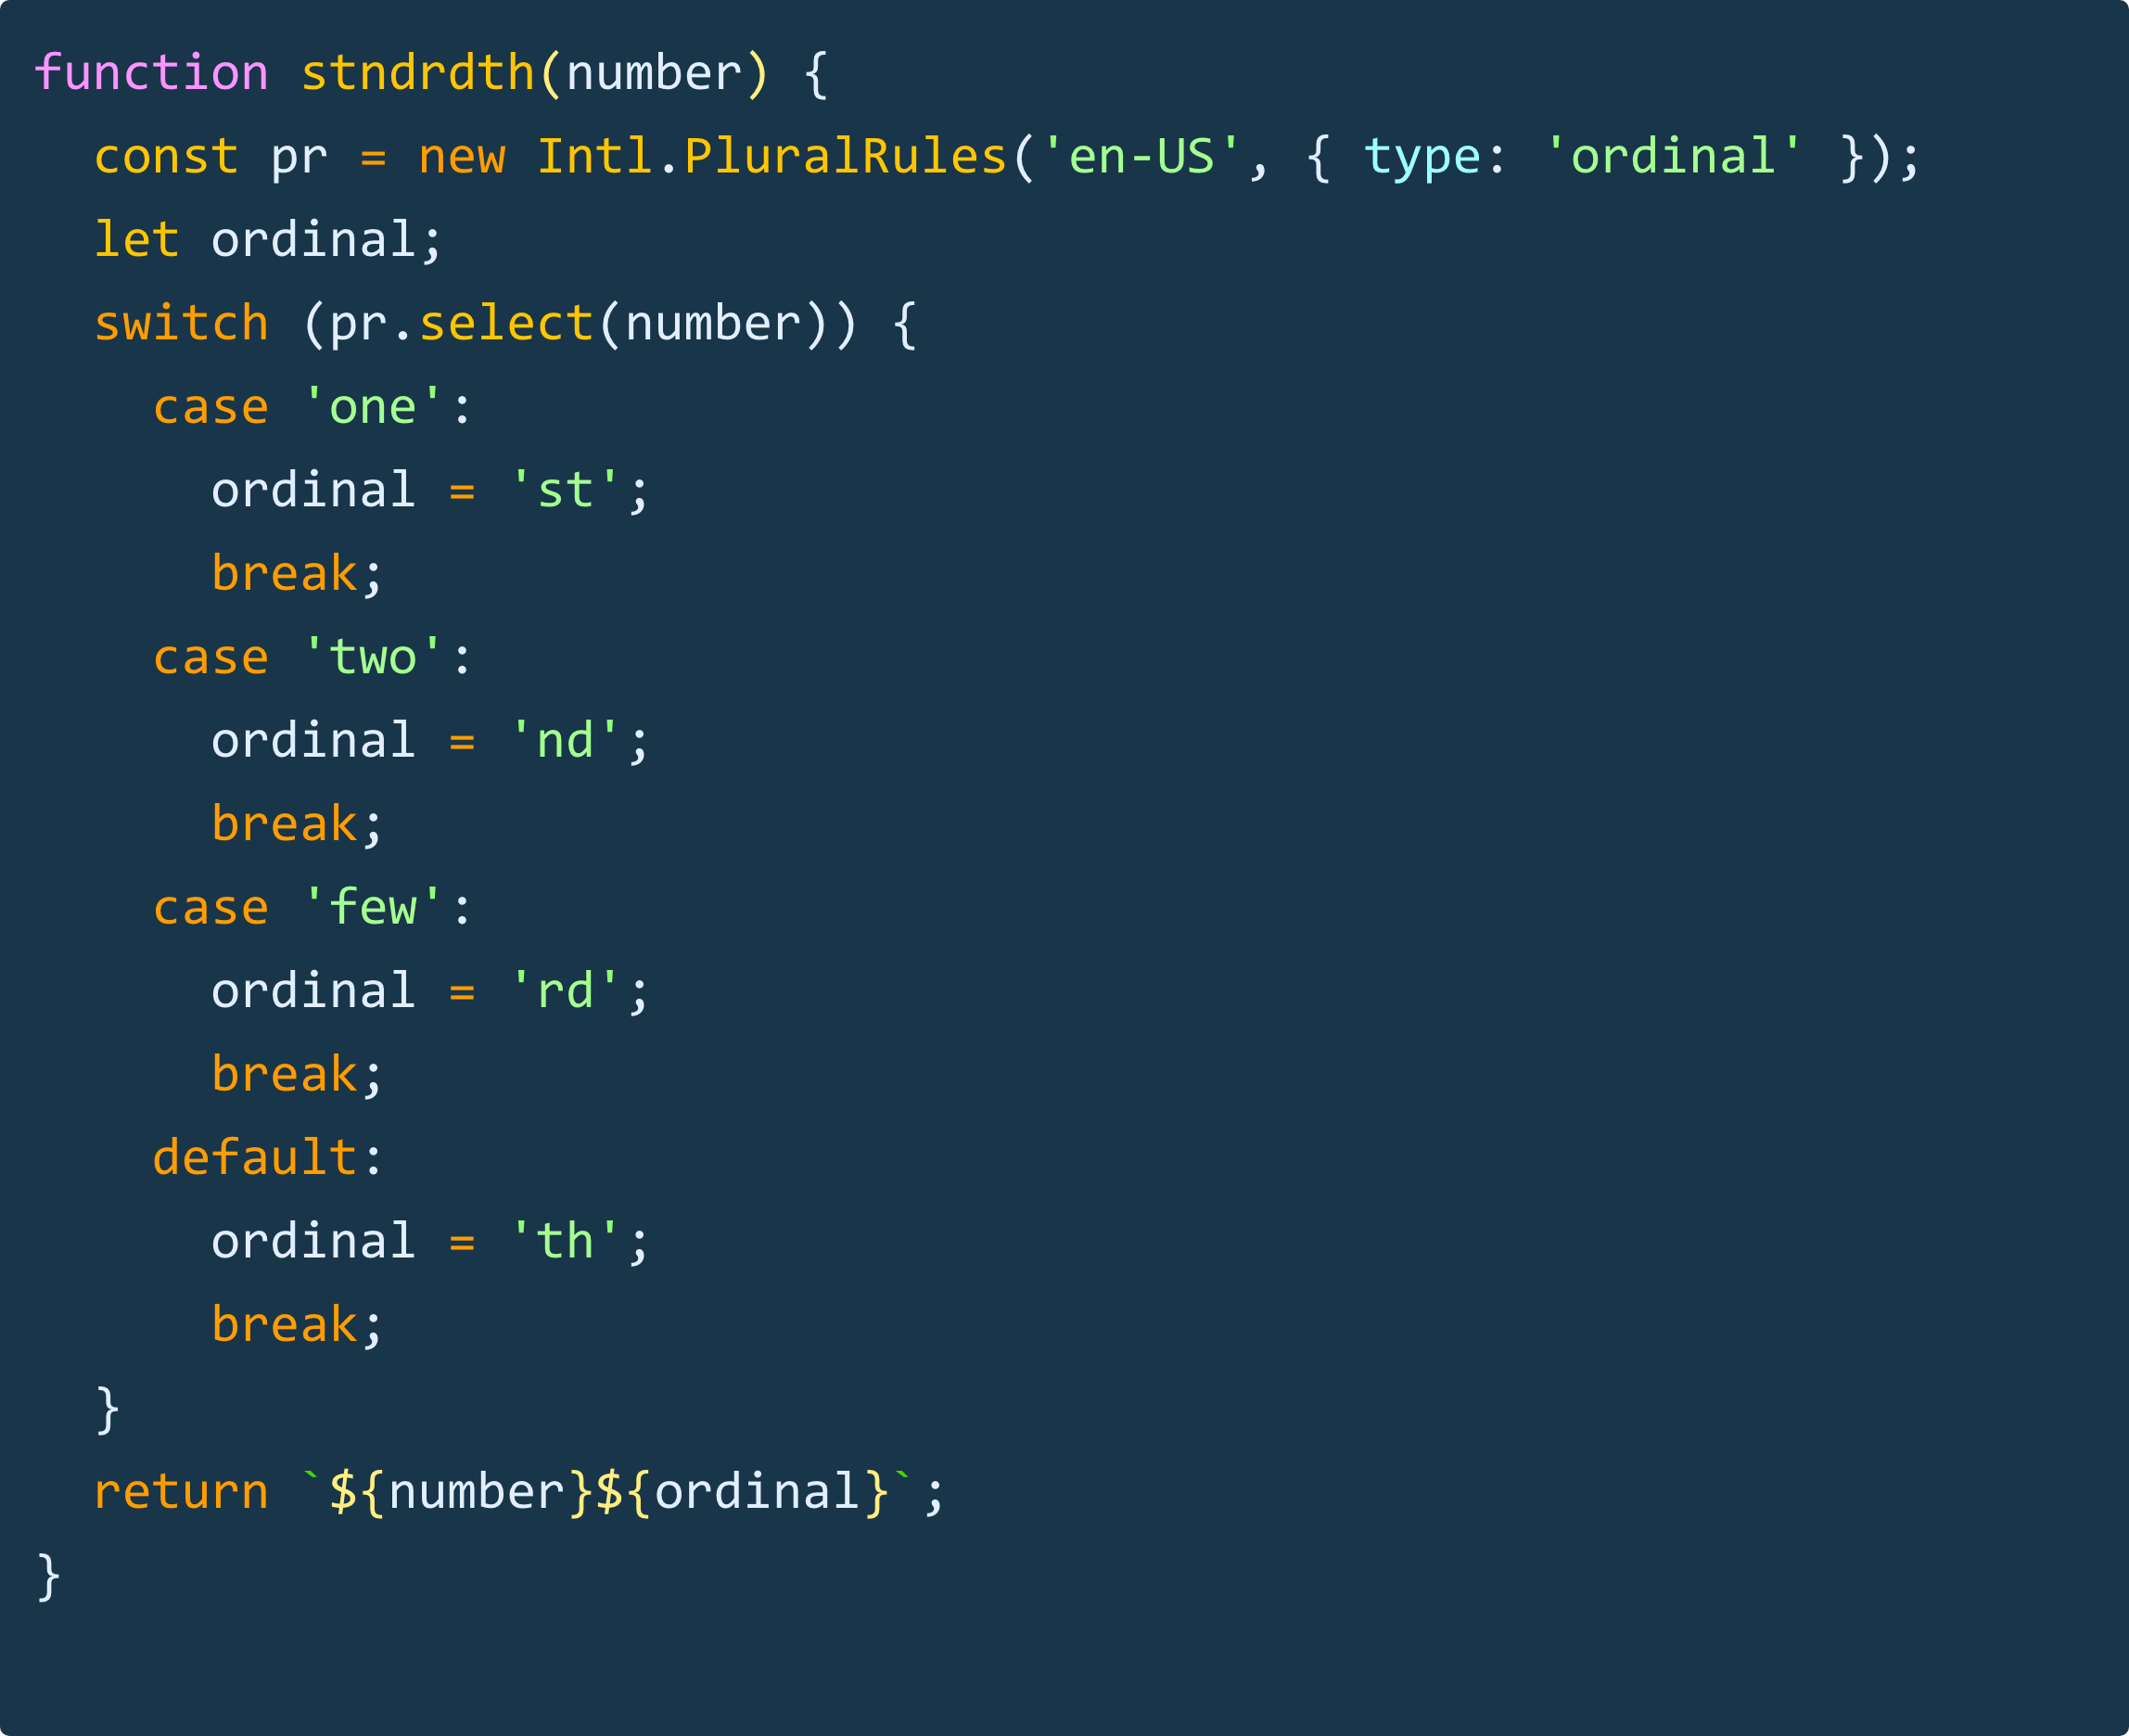 function stndrdth(number) {
  const pr = new Intl.PluralRules('en-US', { type: 'ordinal' });
  let ordinal;
  switch (pr.select(number)) {
    case 'one':
      ordinal = 'st';
      break;
    case 'two':
      ordinal = 'nd';
      break;
    case 'few':
      ordinal = 'rd';
      break;
    default:
      ordinal = 'th';
      break;
  }
  return `${number}${ordinal}`;
}